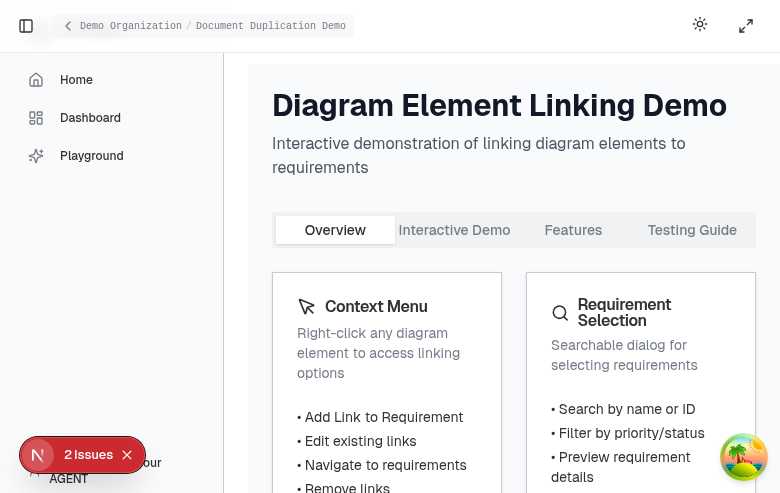 Demo Organization / Document Duplication Demo
Home
Dashboard
Playground
Diagram Element Linking Demo
Interactive demonstration of linking diagram elements to
requirements
Overview
Interactive Demo
Features
Testing Guide
Context Menu
Right-click any diagram
element to access linking
options
• Add Link to Requirement
• Edit existing links
• Navigate to requirements
• Remove links
Requirement
Selection
Searchable dialog for
selecting requirements
• Search by name or ID
• Filter by priority/status
• Preview requirement
details
N
2 Issues
our
AGENT